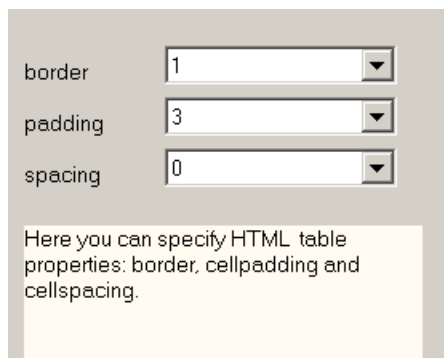 border 1
padding 3
spacing 0
Here you can specify HTML table
properties: border, cellpadding and
cellspacing.